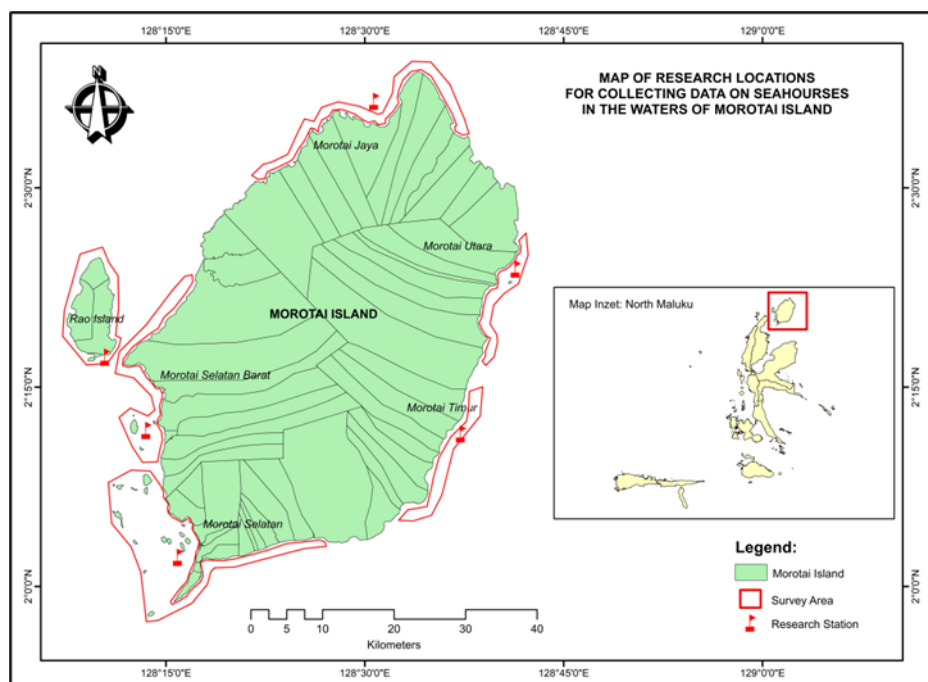 128°15'0"E 128°30'0"E 128°45'0"E 129°0'0"E
N
MAP OF RESEARCH LOCATIONS
FOR COLLECTING DATA ON SEAHOURSES
IN THE WATERS OF MOROTAI ISLAND
Morotai Jaya
2°30'0"N 2°30'0"N
Morotai Utara
Map Inzet: North Maluku
MOROTAI ISLAND
Rao Island
Morotai Selatan Barat
2°15'0"N 2°15'0"N
Morotai Timur
Morotai Selatan
Legend:
Morotai Island
2°0'0"N 2°0'0"N
Survey Area
Research Station
0 5 10 20 30 40
Kilometers
128°15'0"E 128°30'0"E 128°45'0"E 129°0'0"E